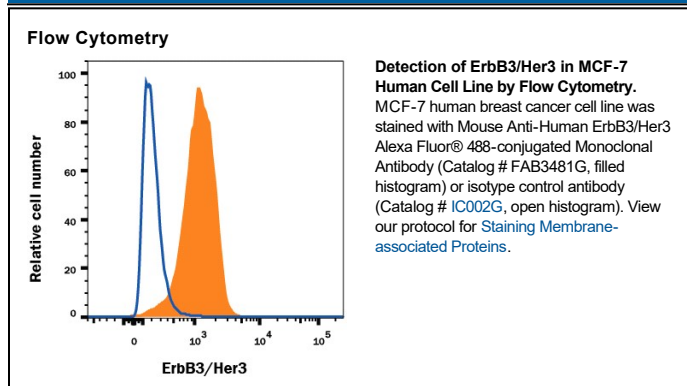 Flow Cytometry
Relative cell number
100
80
60
40
20
0
0
10³
10⁴
10⁵
ErbB3/Her3
Detection of ErbB3/Her3 in MCF-7
Human Cell Line by Flow Cytometry.
MCF-7 human breast cancer cell line was
stained with Mouse Anti-Human ErbB3/Her3
Alexa Fluor® 488-conjugated Monoclonal
Antibody (Catalog # FAB3481G, filled
histogram) or isotype control antibody
(Catalog # IC002G, open histogram). View
our protocol for Staining Membrane-
associated Proteins.